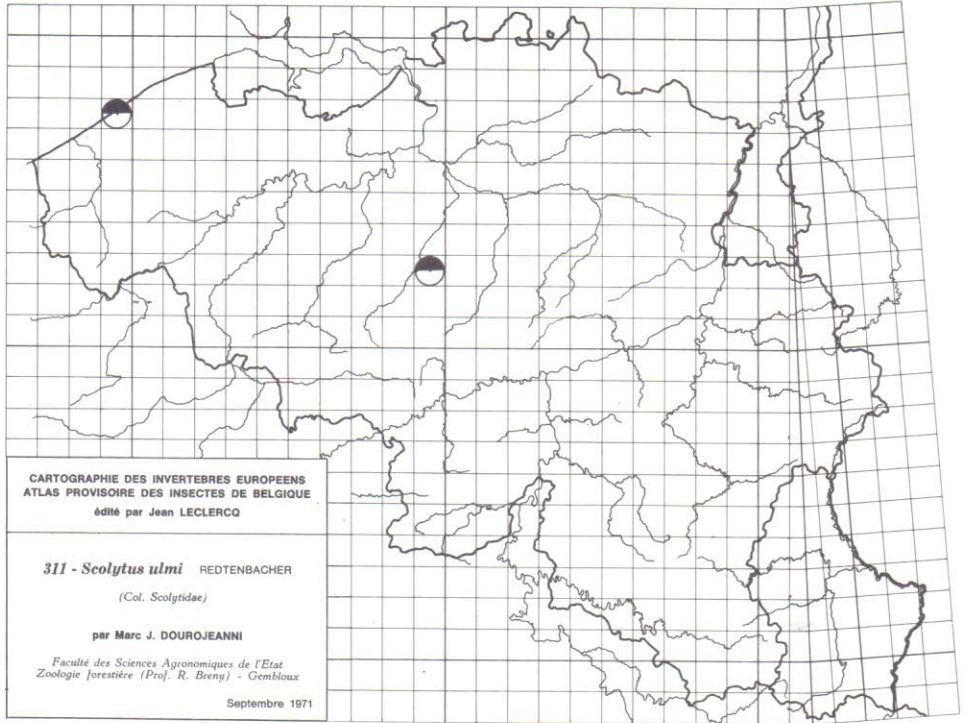 CARTOGRAPHIE DES INVERTEBRES EUROPEENS
ATLAS PROVISOIRE DES INSECTES DE BELGIQUE
édité par Jean LECLERCQ
311 - Scolytus ulmi REDTENBACHER
(Col. Scolytidae)
par Marc J. DOUROJEANNI
Faculté des Sciences Agronomiques de l'Etat
Zoologie forestière (Prof. R. Breny) - Gembloux
Septembre 1971